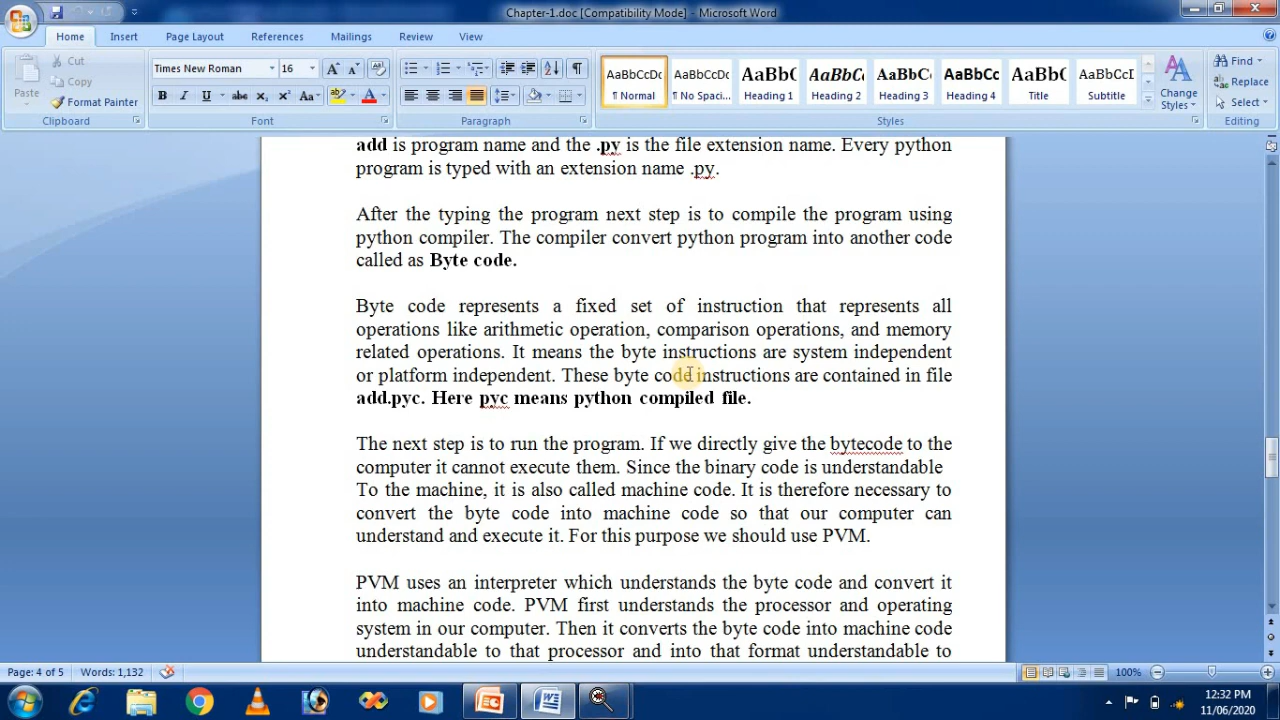 Chapter-1.doc [Compatibility Mode] - Microsoft Word
Home Insert Page Layout References Mailings Review View
Paste Cut Copy Format Painter
Clipboard
Times New Roman 16
B I U abc x₂ x² Aa
Font
Paragraph
AaBbCcDc AaBbCcDc AaBbC AaBbCc AaBbCc AaBbCc AaBbC AaBbCcI
¶ Normal ¶ No Spaci... Heading 1 Heading 2 Heading 3 Heading 4 Title Subtitle
Change Styles
Styles
Find
Replace
Select
Editing
add is program name and the .py is the file extension name. Every python
program is typed with an extension name .py.
After the typing the program next step is to compile the program using
python compiler. The compiler convert python program into another code
called as Byte code.
Byte code represents a fixed set of instruction that represents all
operations like arithmetic operation, comparison operations, and memory
related operations. It means the byte instructions are system independent
or platform independent. These byte code instructions are contained in file
add.pyc. Here pyc means python compiled file.
The next step is to run the program. If we directly give the bytecode to the
computer it cannot execute them. Since the binary code is understandable
To the machine, it is also called machine code. It is therefore necessary to
convert the byte code into machine code so that our computer can
understand and execute it. For this purpose we should use PVM.
PVM uses an interpreter which understands the byte code and convert it
into machine code. PVM first understands the processor and operating
system in our computer. Then it converts the byte code into machine code
understandable to that processor and into that format understandable to
Page: 4 of 5 Words: 1,132 100%
12:32 PM
11/06/2020